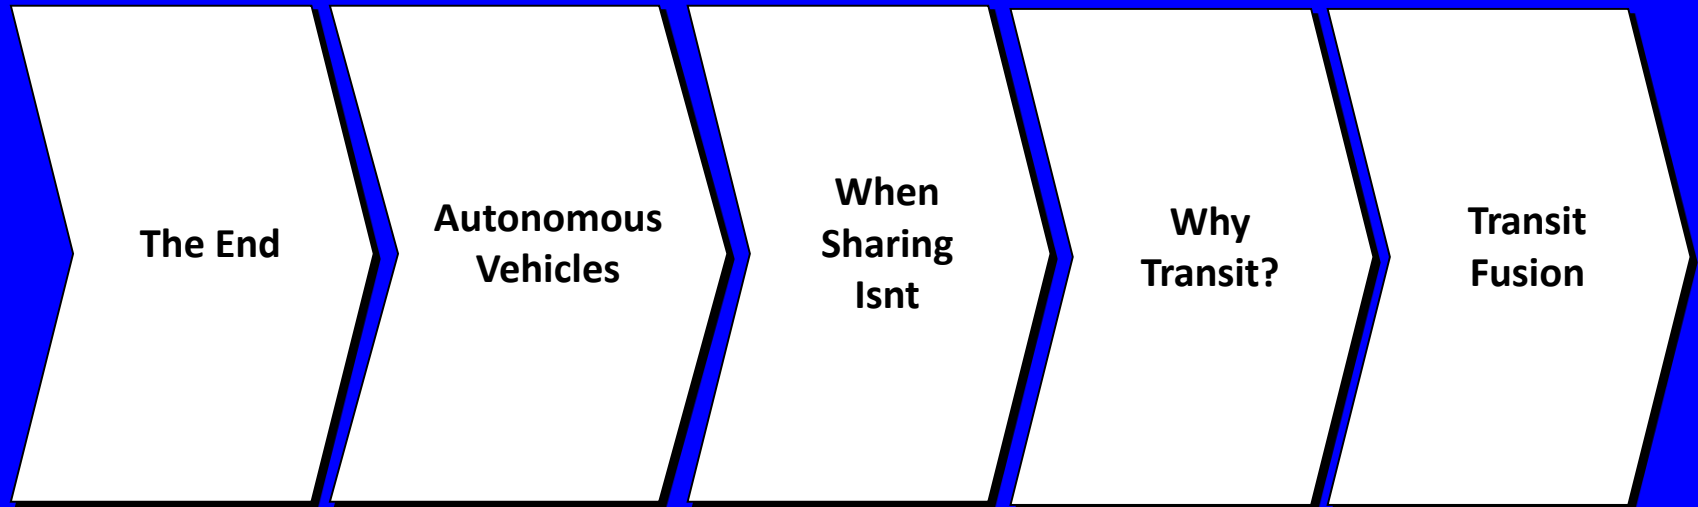 The End
Autonomous
Vehicles
When
Sharing
Isnt
Why
Transit?
Transit
Fusion